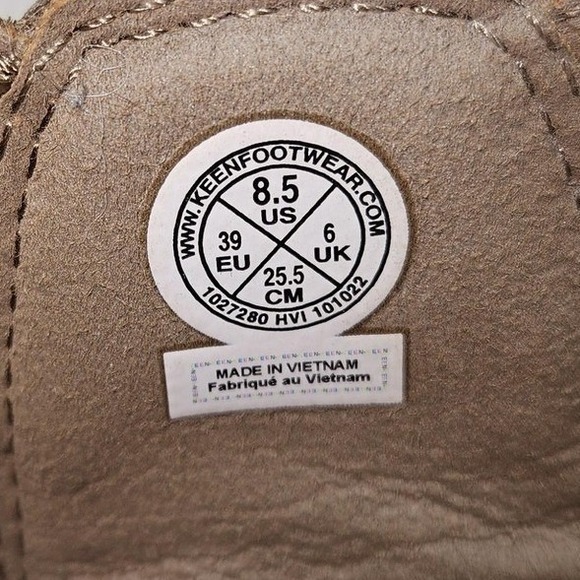 WWW.KEENFOOTWEAR.COM
8.5
US
39
EU
6
UK
25.5
CM
1027280 HVI 101022
MADE IN VIETNAM
Fabriqué au Vietnam